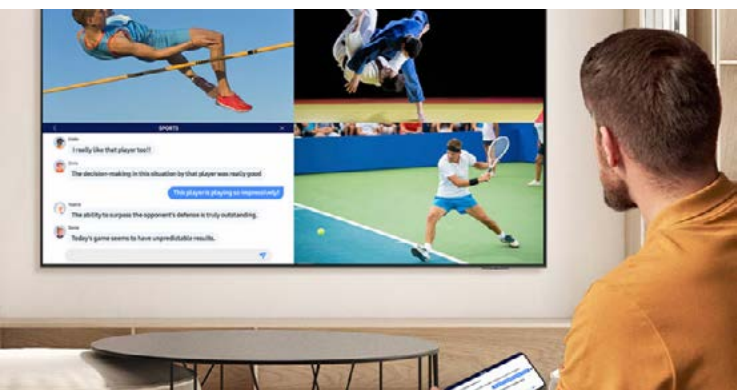 SPORTS
I really like that player too!!
The decision-making in this situation by that player was really good
This player is playing so impressively!
The ability to surpass the opponent's defense is truly outstanding.
Today's game seems to have unpredictable results.